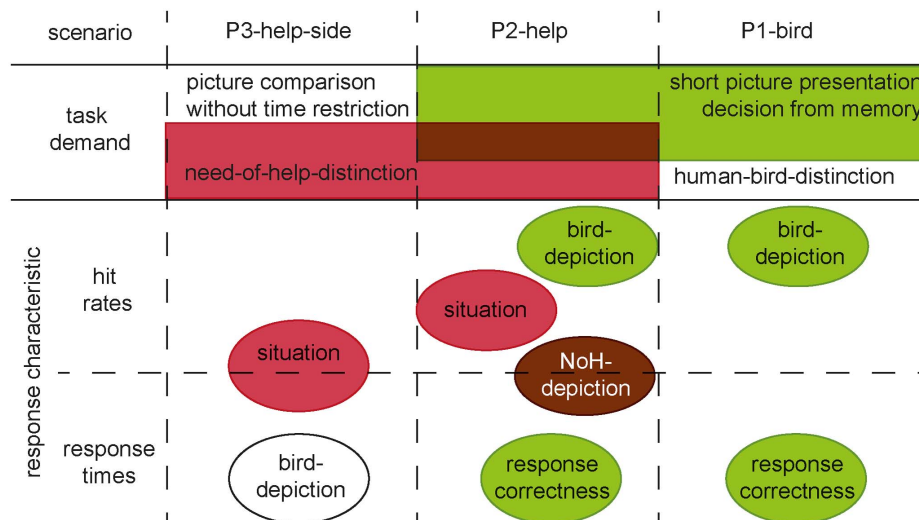 scenario
P3-help-side
P2-help
P1-bird
task
demand
picture comparison
without time restriction
short picture presentation
decision from memory
need-of-help-distinction
human-bird-distinction
response characteristic
hit
rates
bird-
depiction
bird-
depiction
situation
situation
NoH-
depiction
response
times
bird-
depiction
response
correctness
response
correctness